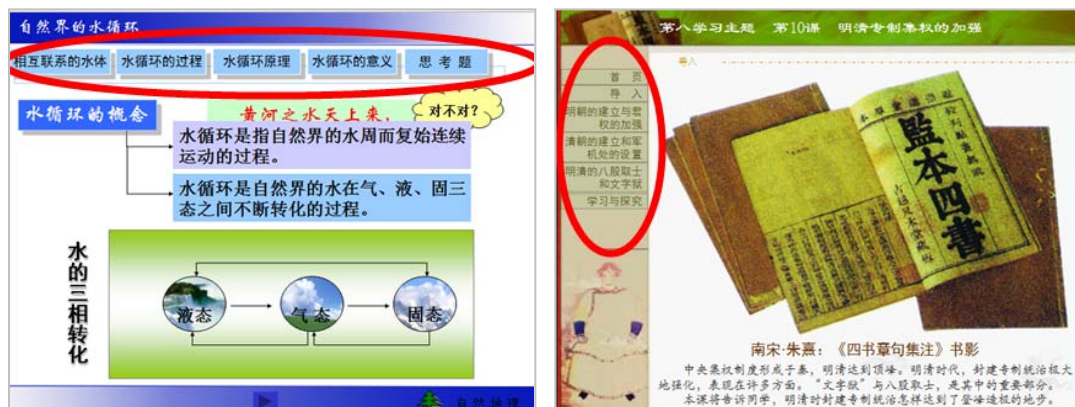 自然界的水循环
相互联系的水体
水循环的过程
水循环原理
水循环的意义
思考题
水循环的概念
黄河之水天上来，
对不对？
水循环是指自然界的水周而复始连续
运动的过程。
水循环是自然界的水在气、液、固三
态之间不断转化的过程。
水的三相转化
液态
气态
固态
自然地理
第八学习主题 第10课 明清专制集权的加强
导入
首页
导入
明朝的建立与君
权的加强
清朝的建立和军
机处的设置
明清的八股取士
和文字狱
学习与探究
監本四書
南宋·朱熹：《四书章句集注》书影
中央集权制度形成于秦，明清达到顶峰。明清时代，封建专制统治极大
地强化，表现在许多方面。“文字狱”与八股取士，是其中的重要部分。
本课将告诉同学，明清时封建专制统治怎样达到了登峰造极的地步。